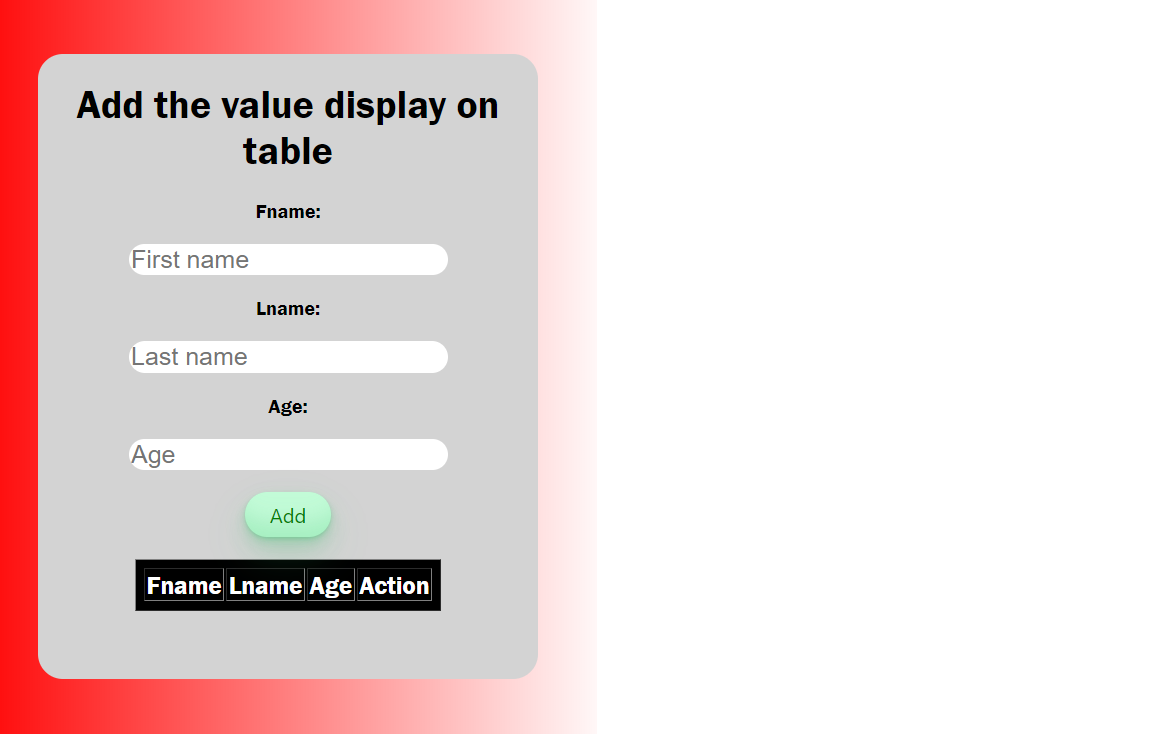 Add the value display on
table
Fname:
First name
Lname:
Last name
Age:
Age
Add
Fname Lname Age Action